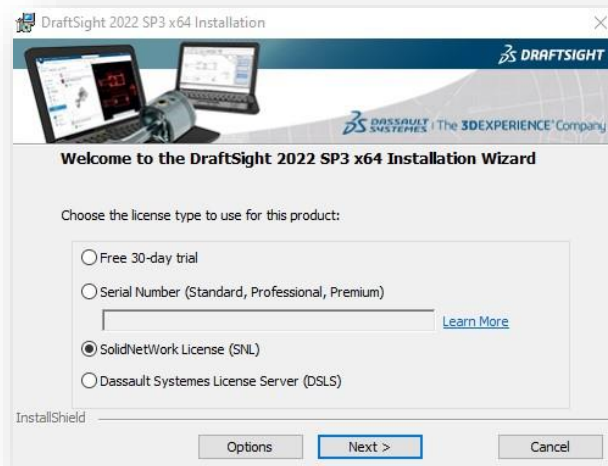 DraftSight 2022 SP3 x64 Installation
DRAFTSIGHT
DASSAULT SYSTEMES | The 3DEXPERIENCE® Company
Welcome to the DraftSight 2022 SP3 x64 Installation Wizard
Choose the license type to use for this product:
Free 30-day trial
Serial Number (Standard, Professional, Premium)
Learn More
SolidNetWork License (SNL)
Dassault Systemes License Server (DSLS)
InstallShield
Options Next > Cancel